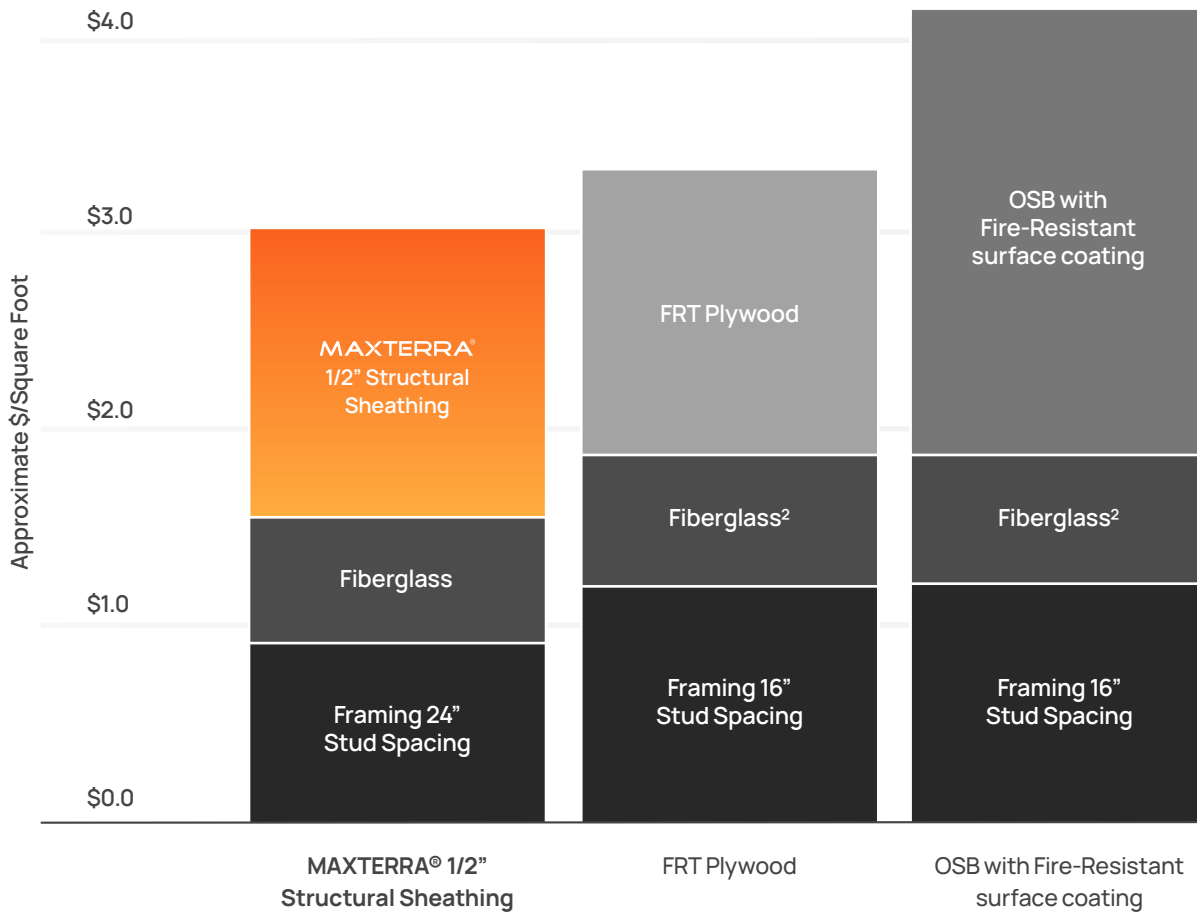 $4.0
$3.0
$2.0
$1.0
$0.0
Approximate $/Square Foot
MAXTERRA®
1/2” Structural
Sheathing
Fiberglass
Framing 24”
Stud Spacing
FRT Plywood
Fiberglass²
Framing 16”
Stud Spacing
OSB with
Fire-Resistant
surface coating
Fiberglass²
Framing 16”
Stud Spacing
MAXTERRA® 1/2”
Structural Sheathing
FRT Plywood
OSB with Fire-Resistant
surface coating